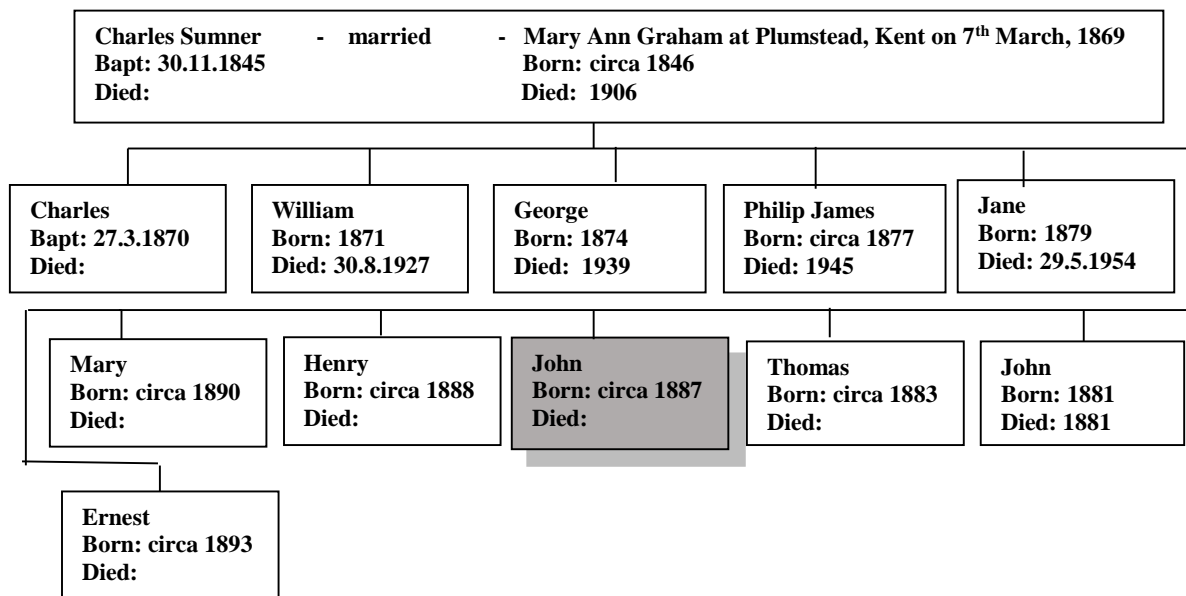 Charles Sumner - married - Mary Ann Graham at Plumstead, Kent on 7th March, 1869
Bapt: 30.11.1845 Born: circa 1846
Died: Died: 1906
Charles
Bapt: 27.3.1870
Died:
William
Born: 1871
Died: 30.8.1927
George
Born: 1874
Died: 1939
Philip James
Born: circa 1877
Died: 1945
Jane
Born: 1879
Died: 29.5.1954
Mary
Born: circa 1890
Died:
Henry
Born: circa 1888
Died:
John
Born: circa 1887
Died:
Thomas
Born: circa 1883
Died:
John
Born: 1881
Died: 1881
Ernest
Born: circa 1893
Died: